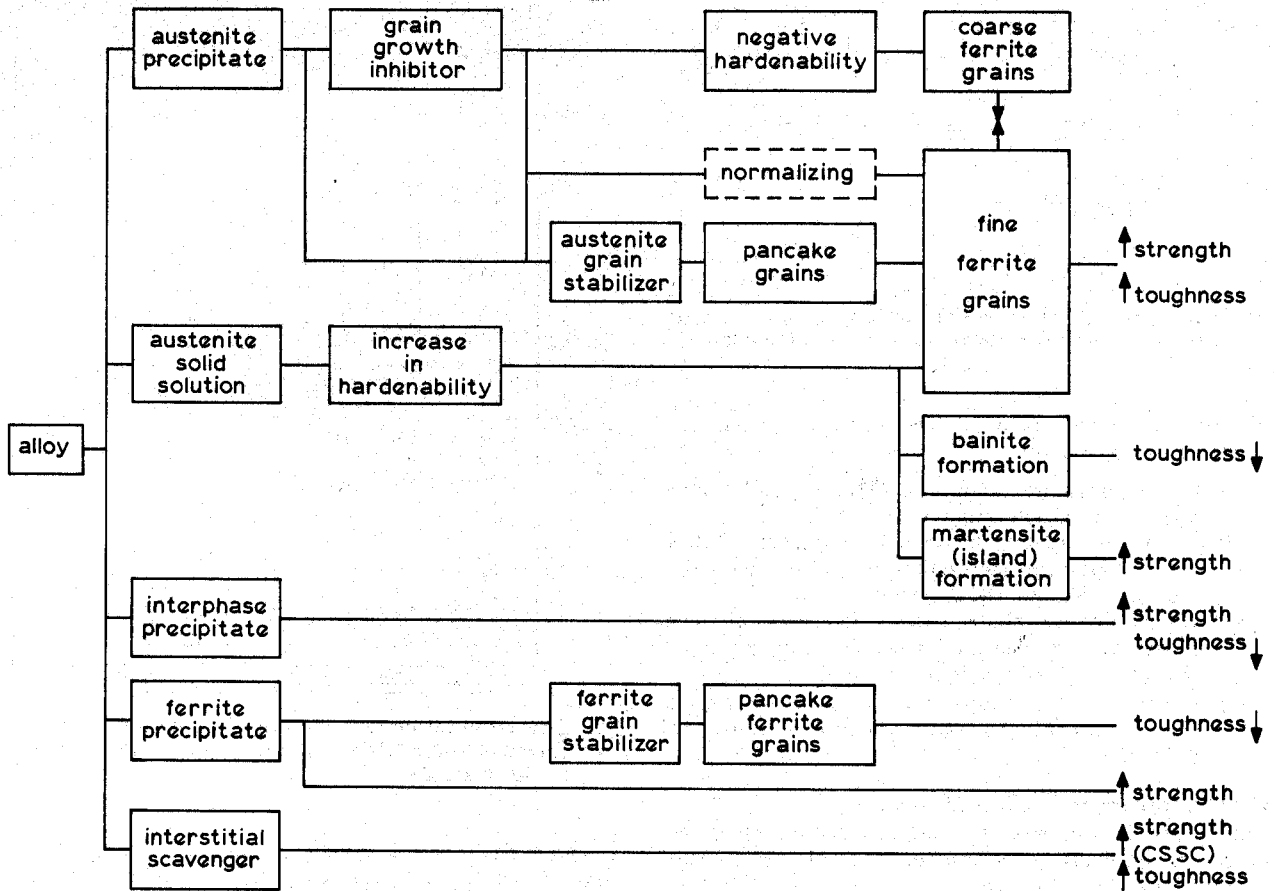 austenite
precipitate
grain
growth
inhibitor
negative
hardenability
coarse
ferrite
grains
normalizing
austenite
grain
stabilizer
pancake
grains
fine
ferrite
grains
strength
toughness
austenite
solid
solution
increase
in
hardenability
alloy
bainite
formation
toughness
martensite
(island)
formation
strength
interphase
precipitate
strength
toughness
ferrite
precipitate
ferrite
grain
stabilizer
pancake
ferrite
grains
toughness
strength
interstitial
scavenger
strength
(CSSC)
toughness